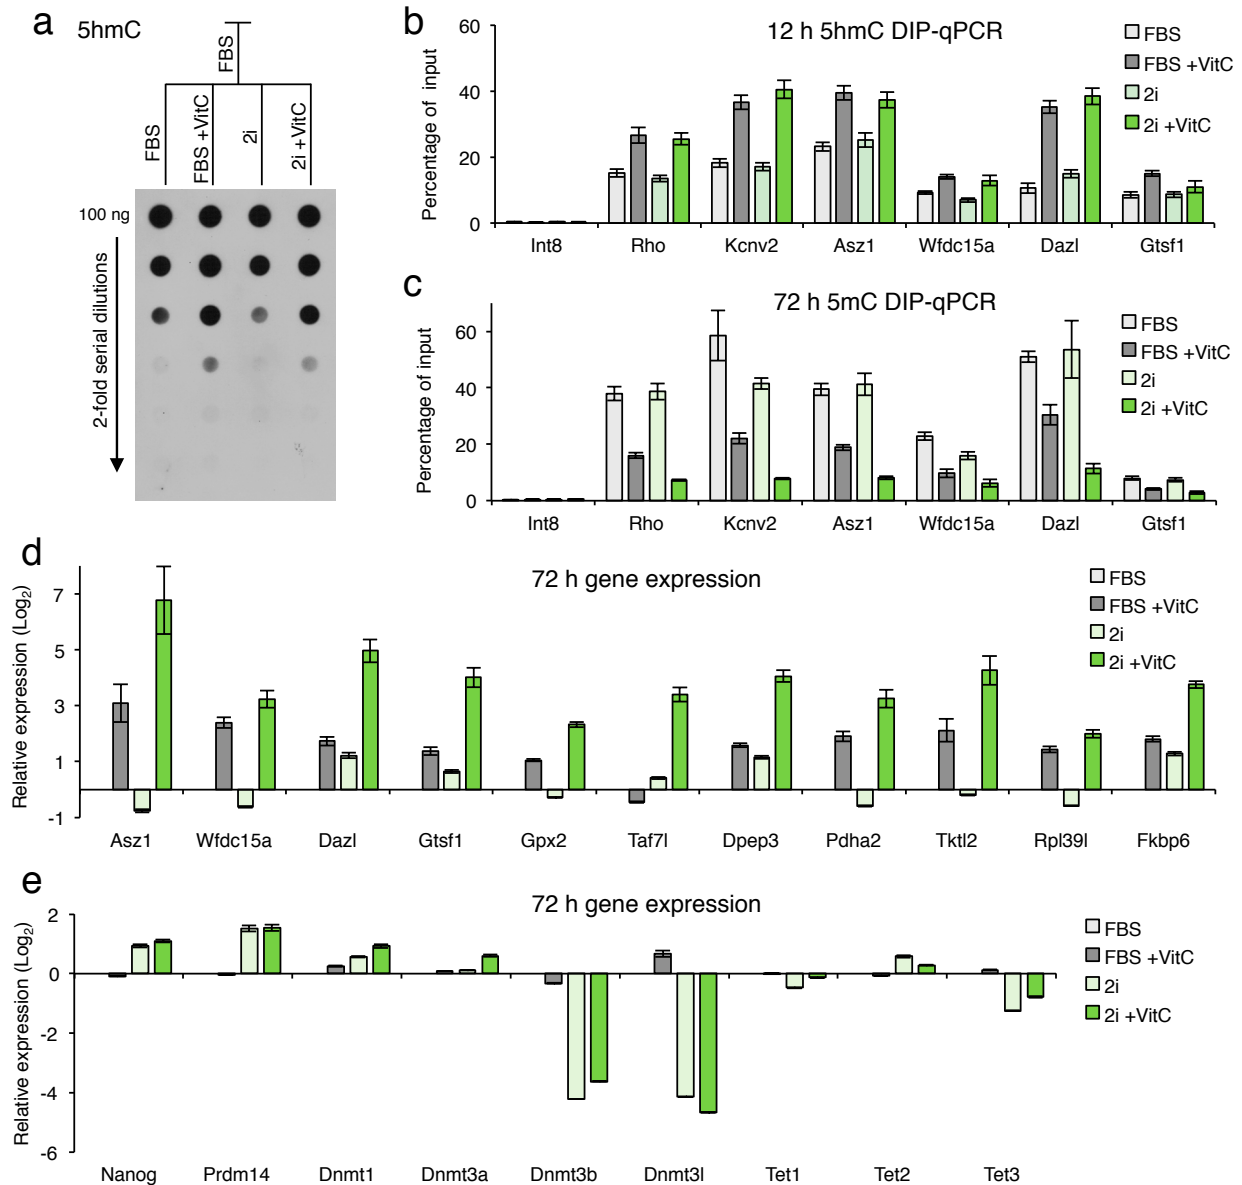 a
5hmC
FBS
FBS
FBS +VitC
2i
2i +VitC
100 ng
2-fold serial dilutions
b
12 h 5hmC DIP-qPCR
Percentage of input
60
40
20
0
Int8 Rho Kcnv2 Asz1 Wfdc15a Dazl Gtsf1
FBS
FBS +VitC
2i
2i +VitC
c
72 h 5mC DIP-qPCR
Percentage of input
60
40
20
0
Int8 Rho Kcnv2 Asz1 Wfdc15a Dazl Gtsf1
FBS
FBS +VitC
2i
2i +VitC
d
72 h gene expression
Relative expression (Log2)
7
5
3
1
-1
Asz1 Wfdc15a Dazl Gtsf1 Gpx2 Taf7l Dpep3 Pdha2 Tktl2 Rpl39l Fkbp6
FBS
FBS +VitC
2i
2i +VitC
e
72 h gene expression
Relative expression (Log2)
2
0
-2
-4
-6
Nanog Prdm14 Dnmt1 Dnmt3a Dnmt3b Dnmt3l Tet1 Tet2 Tet3
FBS
FBS +VitC
2i
2i +VitC